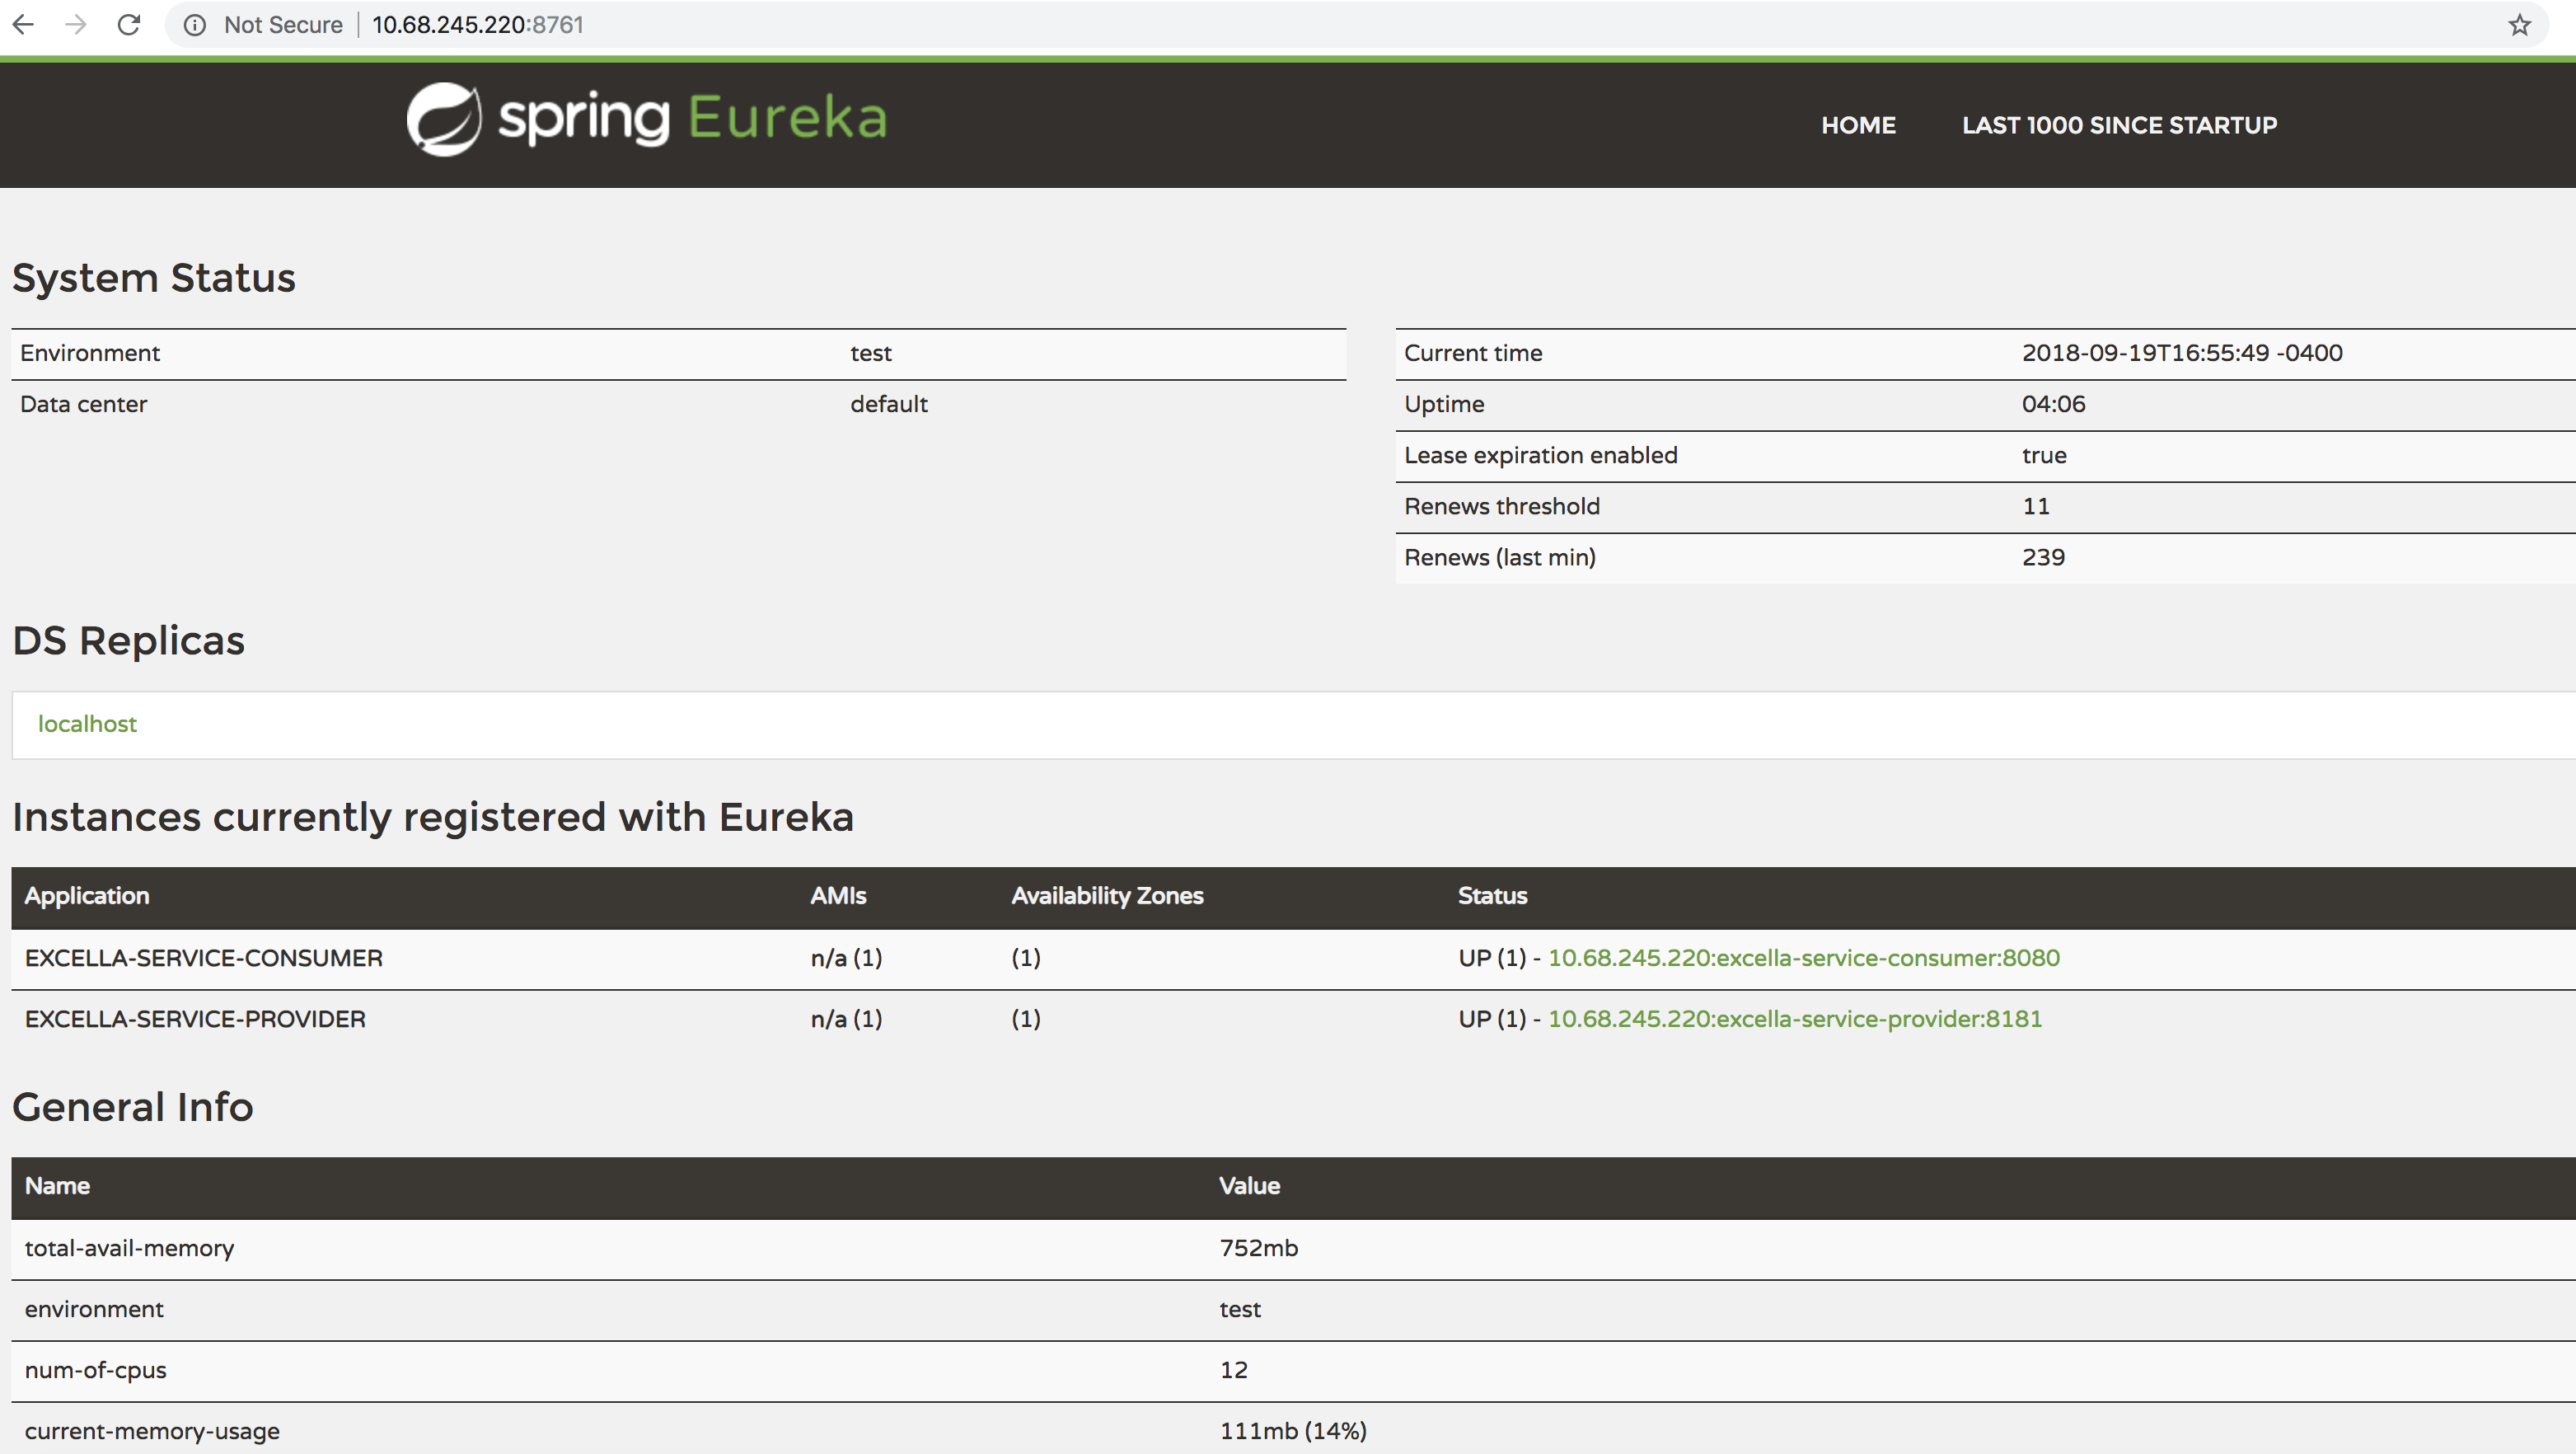 Not Secure | 10.68.245.220:8761
spring Eureka
HOME LAST 1000 SINCE STARTUP
System Status
Environment test
Data center default
Current time 2018-09-19T16:55:49 -0400
Uptime 04:06
Lease expiration enabled true
Renews threshold 11
Renews (last min) 239
DS Replicas
localhost
Instances currently registered with Eureka
Application AMIs Availability Zones Status
EXCELLA-SERVICE-CONSUMER n/a (1) (1) UP (1) - 10.68.245.220:excella-service-consumer:8080
EXCELLA-SERVICE-PROVIDER n/a (1) (1) UP (1) - 10.68.245.220:excella-service-provider:8181
General Info
Name Value
total-avail-memory 752mb
environment test
num-of-cpus 12
current-memory-usage 111mb (14%)